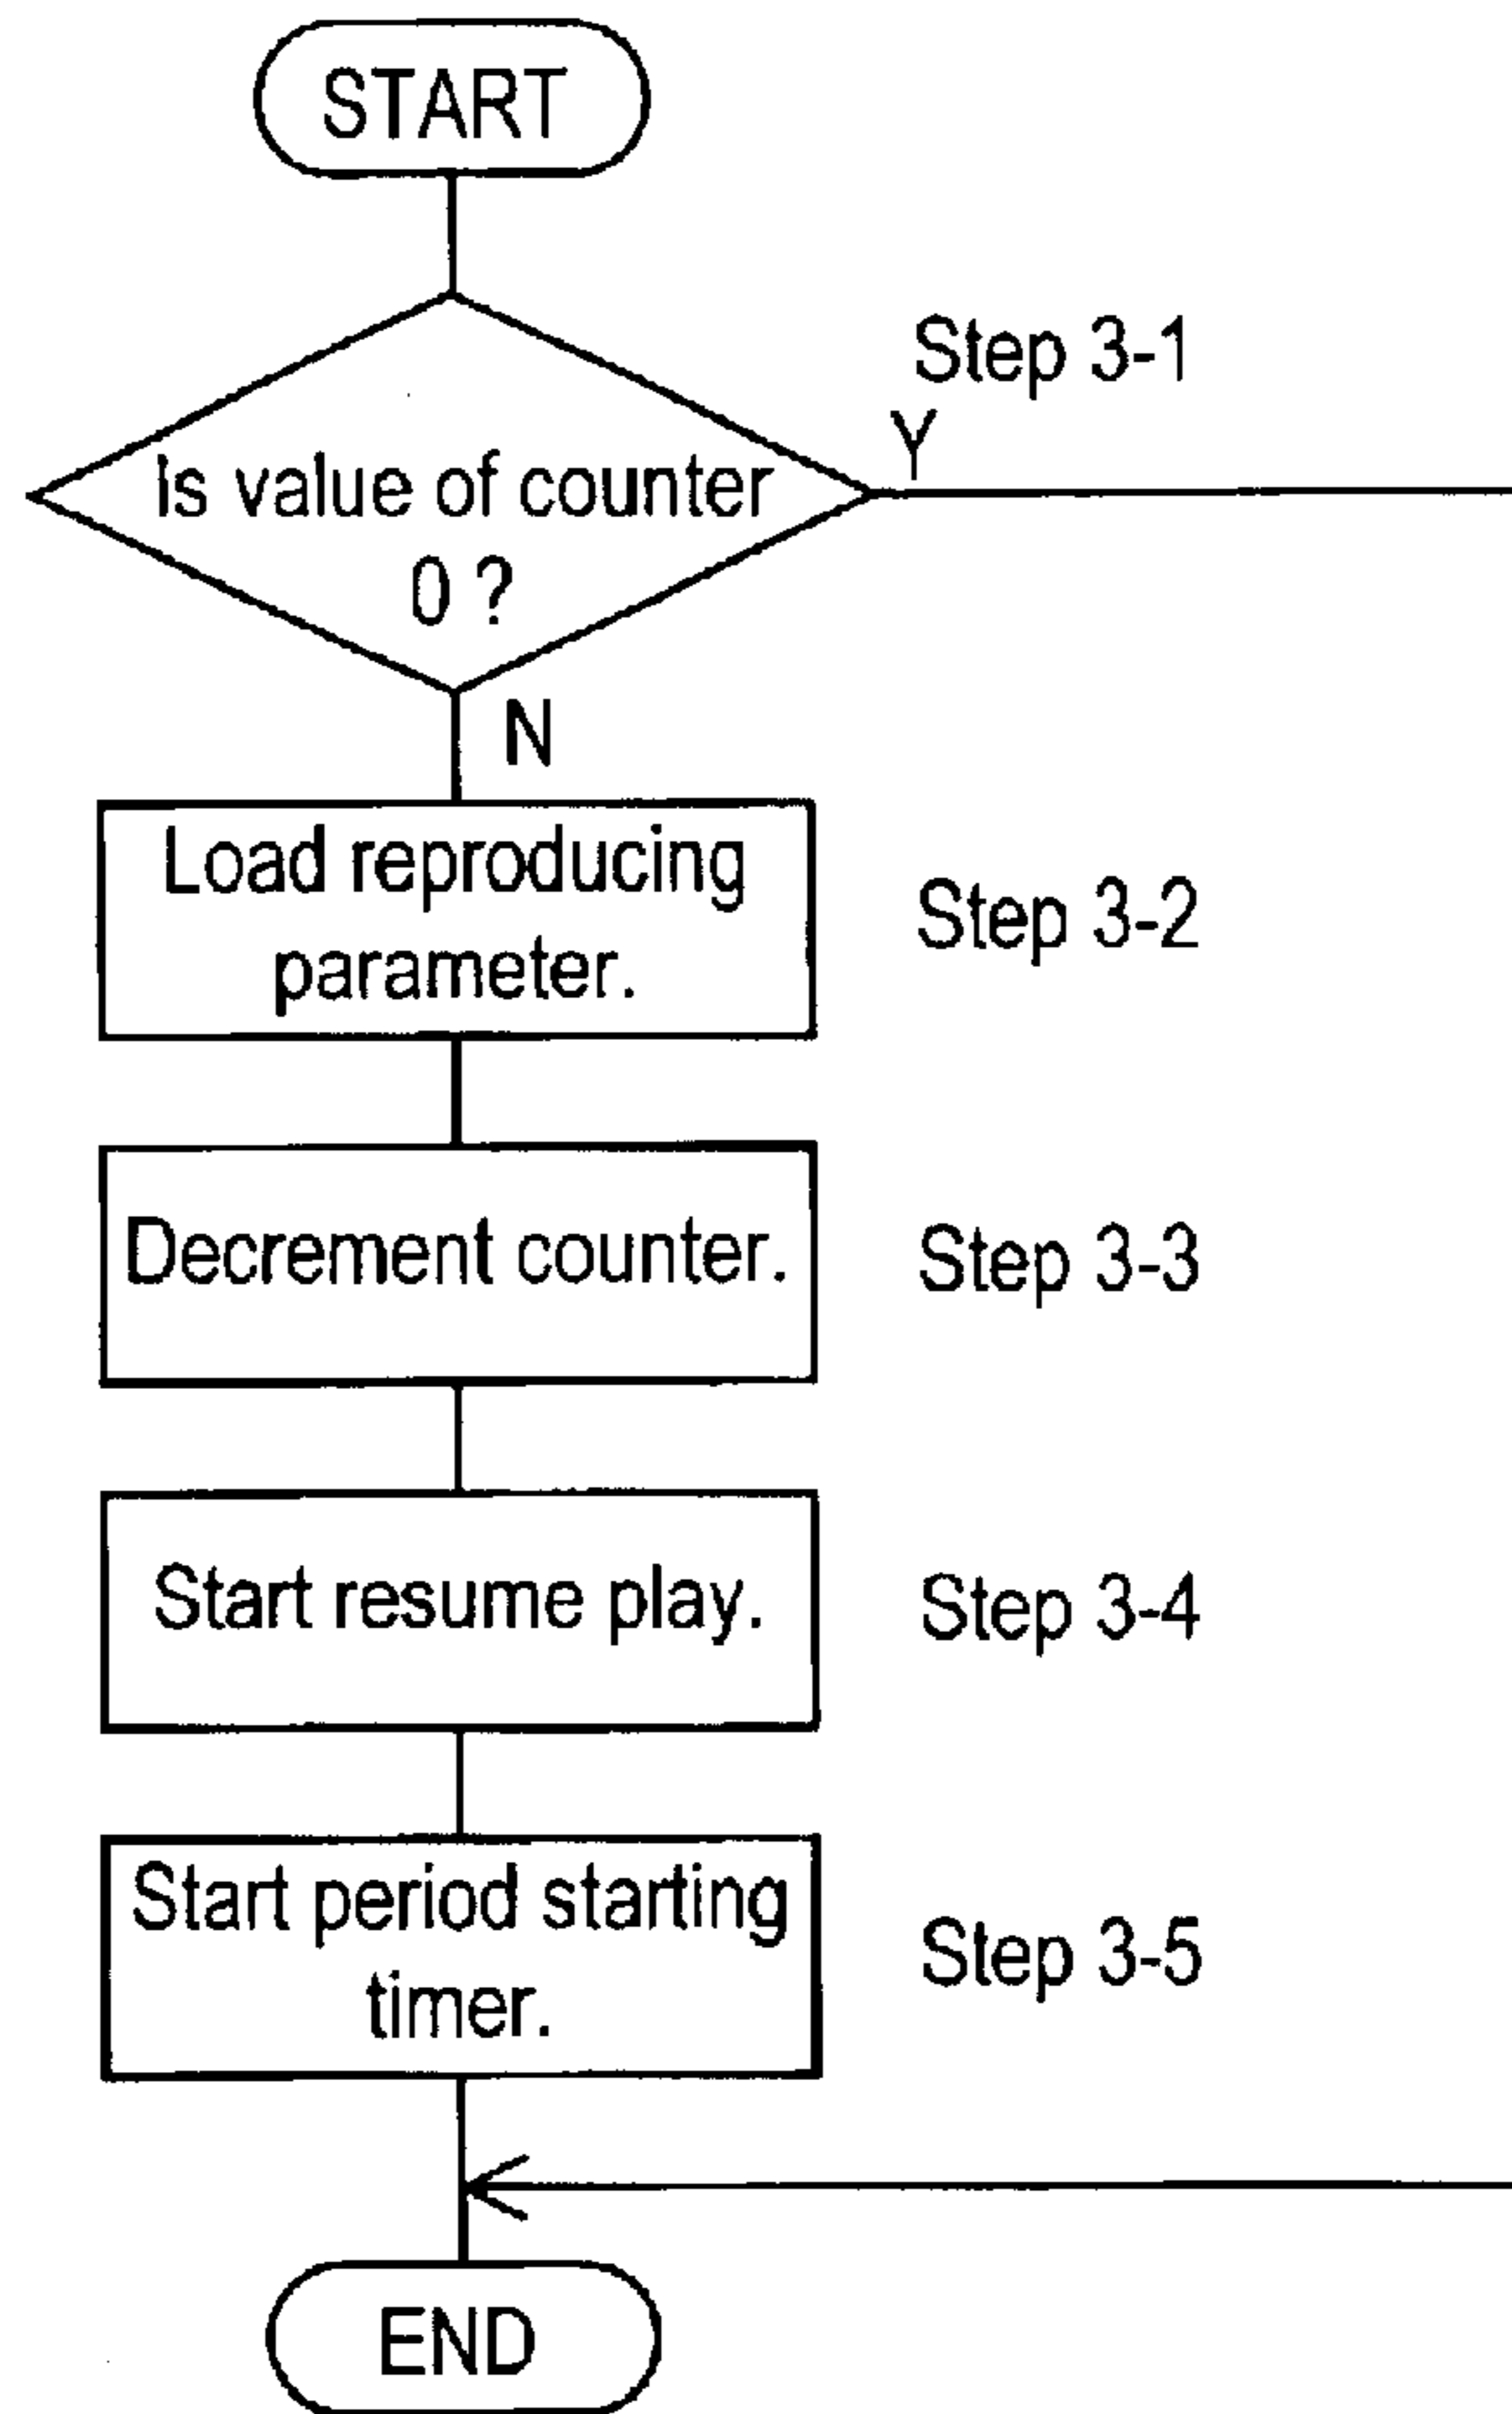 START
Step 3-1
Y
Is value of counter
0 ?
N
Load reproducing
parameter.
Step 3-2
Decrement counter.
Step 3-3
Start resume play.
Step 3-4
Start period starting
timer.
Step 3-5
END